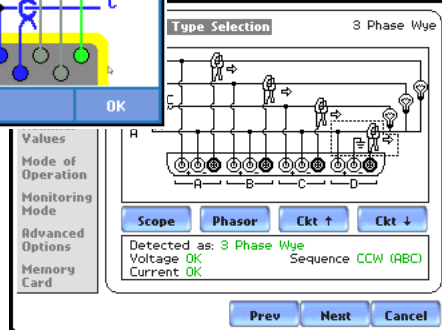 C
OK
Type Selection 3 Phase Wye
A
A B C D
Values
Mode of
Operation
Monitoring
Mode
Advanced
Options
Memory
Card
Scope Phasor Ckt ↑ Ckt ↓
Detected as: 3 Phase Wye
Voltage OK Sequence CCW (ABC)
Current OK
Prev Next Cancel